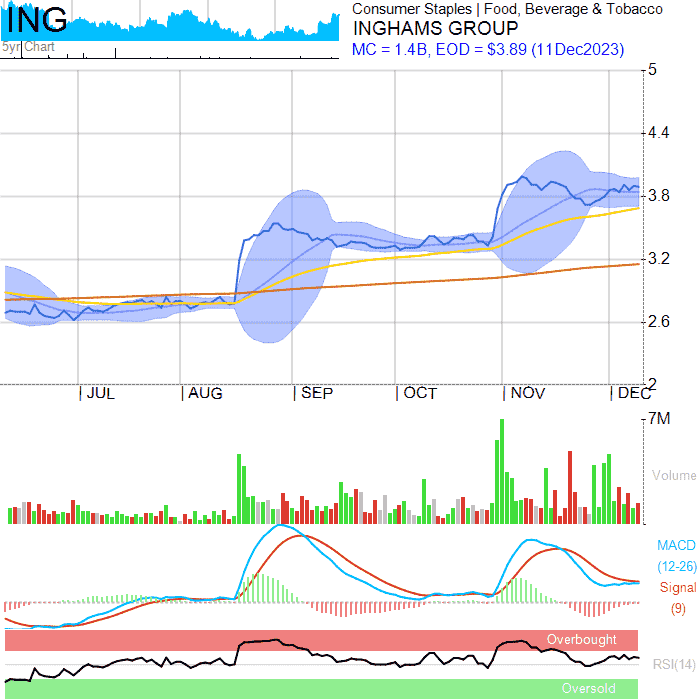 ING
5yr Chart
Consumer Staples | Food, Beverage & Tobacco
INGHAMS GROUP
MC = 1.4B, EOD = $3.89 (11Dec2023)
5
4.4
3.8
3.2
2.6
2
JUL
AUG
SEP
OCT
NOV
DEC
7M
Volume
MACD
(12-26)
Signal
(9)
Overbought
RSI(14)
Oversold